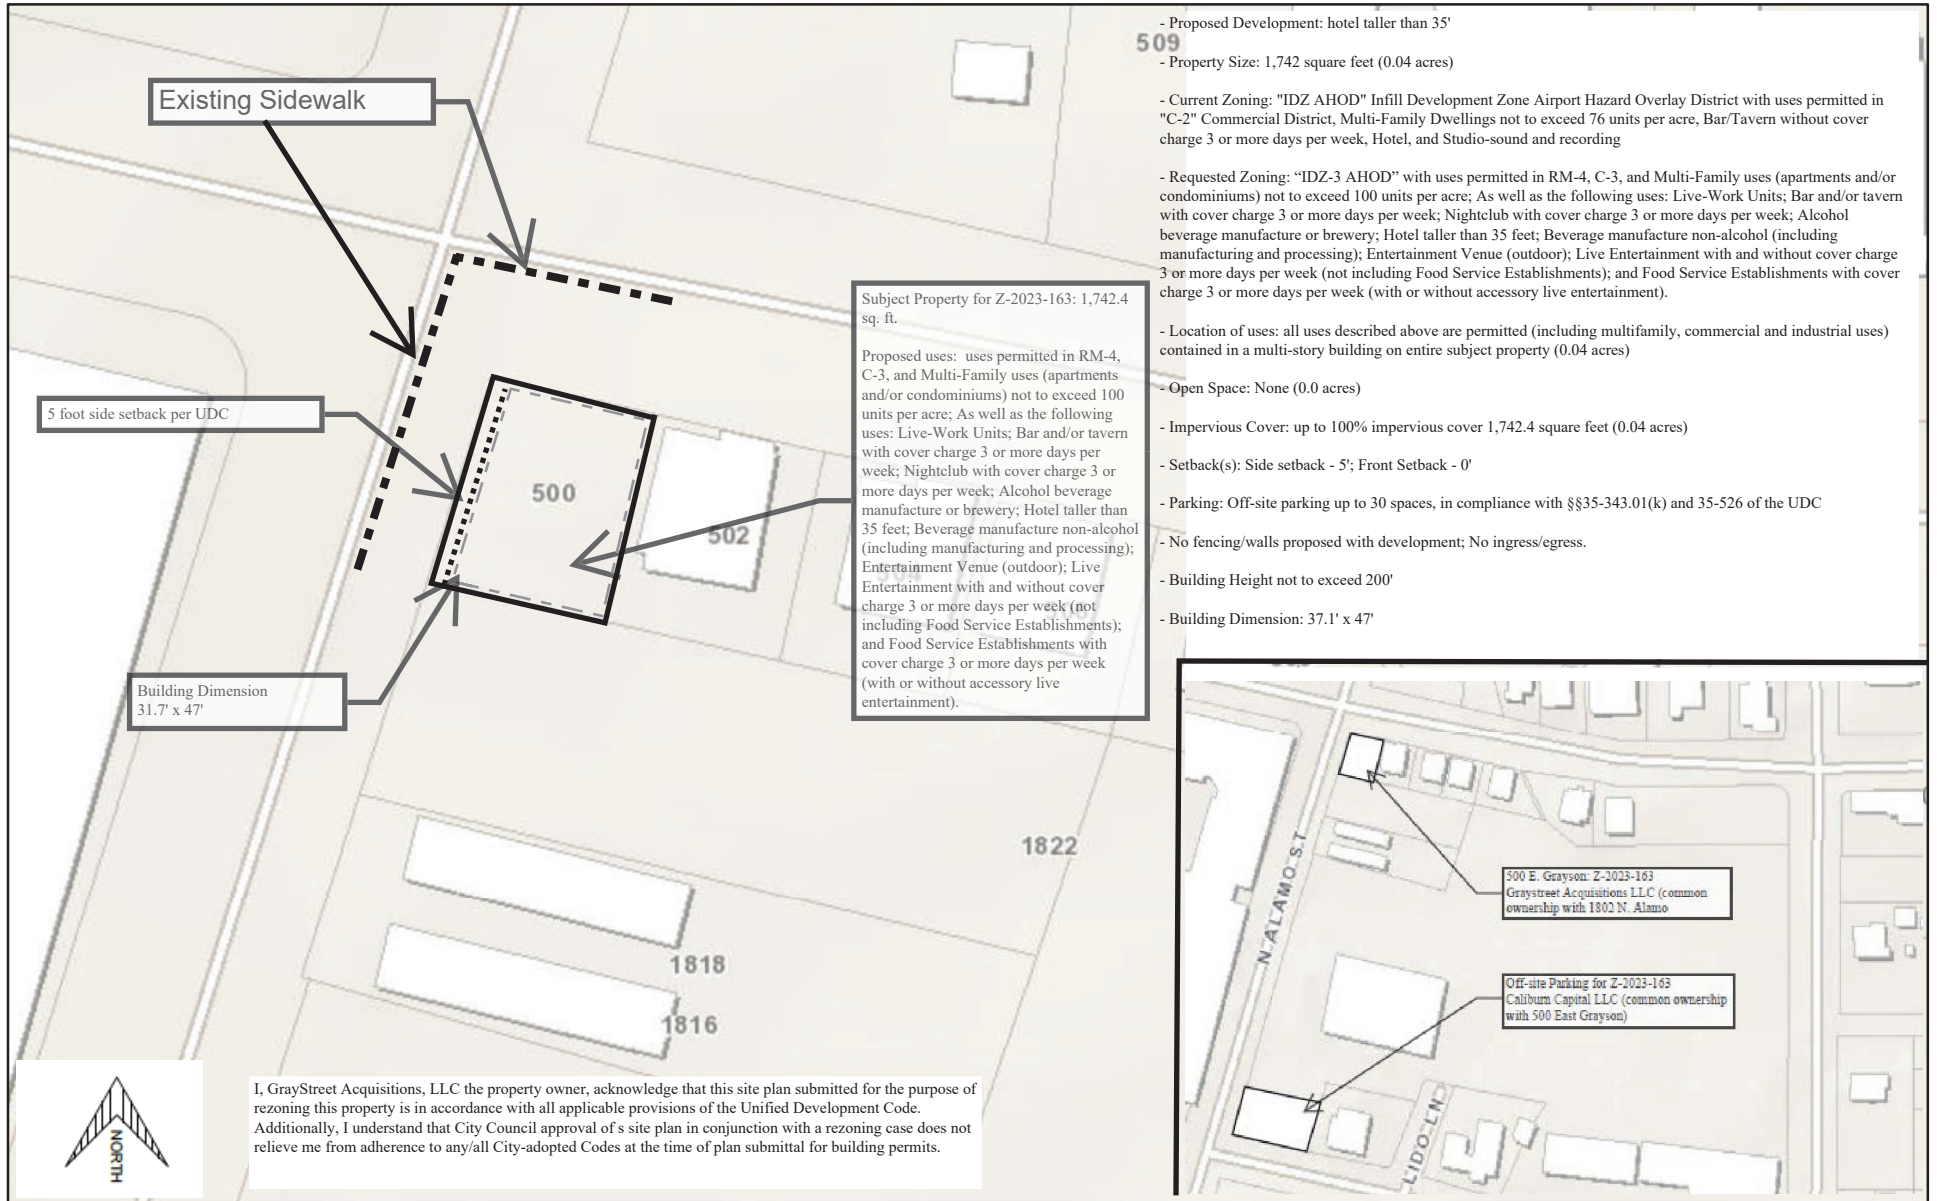 Existing Sidewalk
5 foot side setback per UDC
Building Dimension
31.7' x 47'
509
500
502
504
1822
1818
1816
Subject Property for Z-2023-163: 1,742.4
sq. ft.
Proposed uses: uses permitted in RM-4,
C-3, and Multi-Family uses (apartments
and/or condominiums) not to exceed 100
units per acre; As well as the following
uses: Live-Work Units; Bar and/or tavern
with cover charge 3 or more days per
week; Nightclub with cover charge 3 or
more days per week; Alcohol beverage
manufacture or brewery; Hotel taller than
35 feet; Beverage manufacture non-alcohol
(including manufacturing and processing);
Entertainment Venue (outdoor); Live
Entertainment with and without cover
charge 3 or more days per week (not
including Food Service Establishments);
and Food Service Establishments with
cover charge 3 or more days per week
(with or without accessory live
entertainment).
- Proposed Development: hotel taller than 35'
- Property Size: 1,742 square feet (0.04 acres)
- Current Zoning: "IDZ AHOD" Infill Development Zone Airport Hazard Overlay District with uses permitted in
"C-2" Commercial District, Multi-Family Dwellings not to exceed 76 units per acre, Bar/Tavern without cover
charge 3 or more days per week, Hotel, and Studio-sound and recording
- Requested Zoning: “IDZ-3 AHOD” with uses permitted in RM-4, C-3, and Multi-Family uses (apartments and/or
condominiums) not to exceed 100 units per acre; As well as the following uses: Live-Work Units; Bar and/or tavern
with cover charge 3 or more days per week; Nightclub with cover charge 3 or more days per week; Alcohol
beverage manufacture or brewery; Hotel taller than 35 feet; Beverage manufacture non-alcohol (including
manufacturing and processing); Entertainment Venue (outdoor); Live Entertainment with and without cover charge
3 or more days per week (not including Food Service Establishments); and Food Service Establishments with cover
charge 3 or more days per week (with or without accessory live entertainment).
- Location of uses: all uses described above are permitted (including multifamily, commercial and industrial uses)
contained in a multi-story building on entire subject property (0.04 acres)
- Open Space: None (0.0 acres)
- Impervious Cover: up to 100% impervious cover 1,742.4 square feet (0.04 acres)
- Setback(s): Side setback - 5'; Front Setback - 0'
- Parking: Off-site parking up to 30 spaces, in compliance with §§35-343.01(k) and 35-526 of the UDC
- No fencing/walls proposed with development; No ingress/egress.
- Building Height not to exceed 200'
- Building Dimension: 37.1' x 47'
N ALAMO ST
500 E. Grayson: Z-2023-163
Graystreet Acquisitions LLC (common
ownership with 1802 N. Alamo
Off-site Parking for Z-2023-163
Caliburn Capital LLC (common ownership
with 500 East Grayson)
LIDO LN
NORTH
I, GrayStreet Acquisitions, LLC the property owner, acknowledge that this site plan submitted for the purpose of
rezoning this property is in accordance with all applicable provisions of the Unified Development Code.
Additionally, I understand that City Council approval of s site plan in conjunction with a rezoning case does not
relieve me from adherence to any/all City-adopted Codes at the time of plan submittal for building permits.